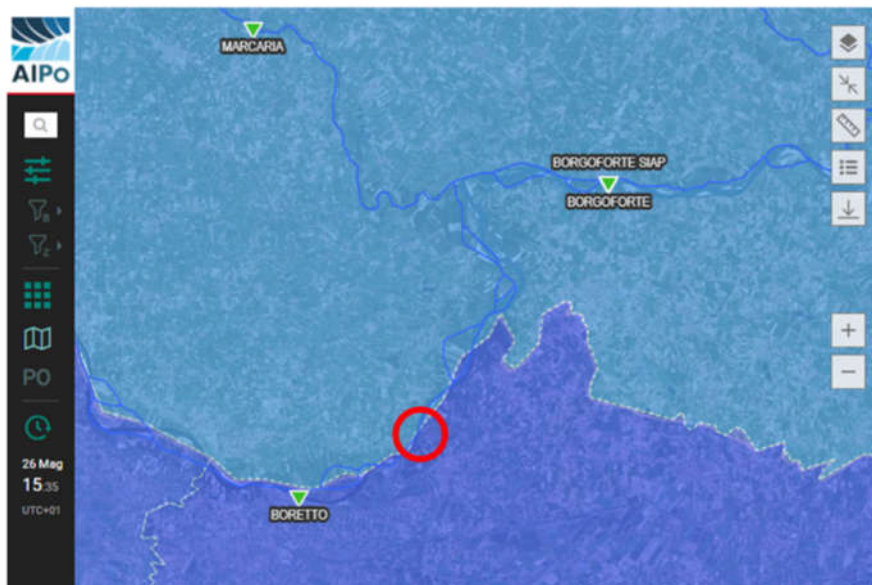 AIPo
MARCARIA
BORGOFORTE SIAP
BORGOFORTE
BORETTO
PO
26 Mag
15:35
UTC+01